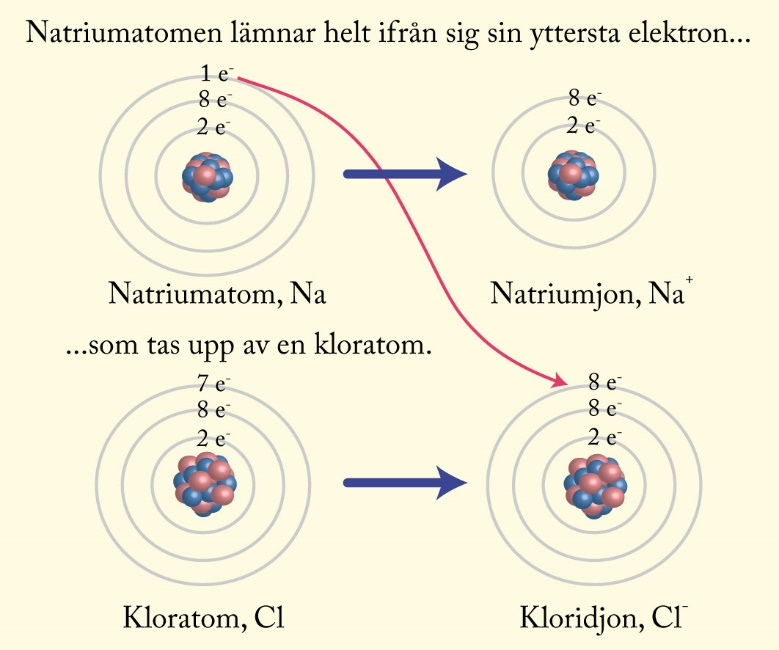 Natriumatomen lämnar helt ifrån sig sin yttersta elektron...
1 e⁻
8 e⁻
2 e⁻
8 e⁻
2 e⁻
Natriumatom, Na
Natriumjon, Na⁺
...som tas upp av en kloratom.
7 e⁻
8 e⁻
2 e⁻
8 e⁻
8 e⁻
2 e⁻
Kloratom, Cl
Kloridjon, Cl⁻